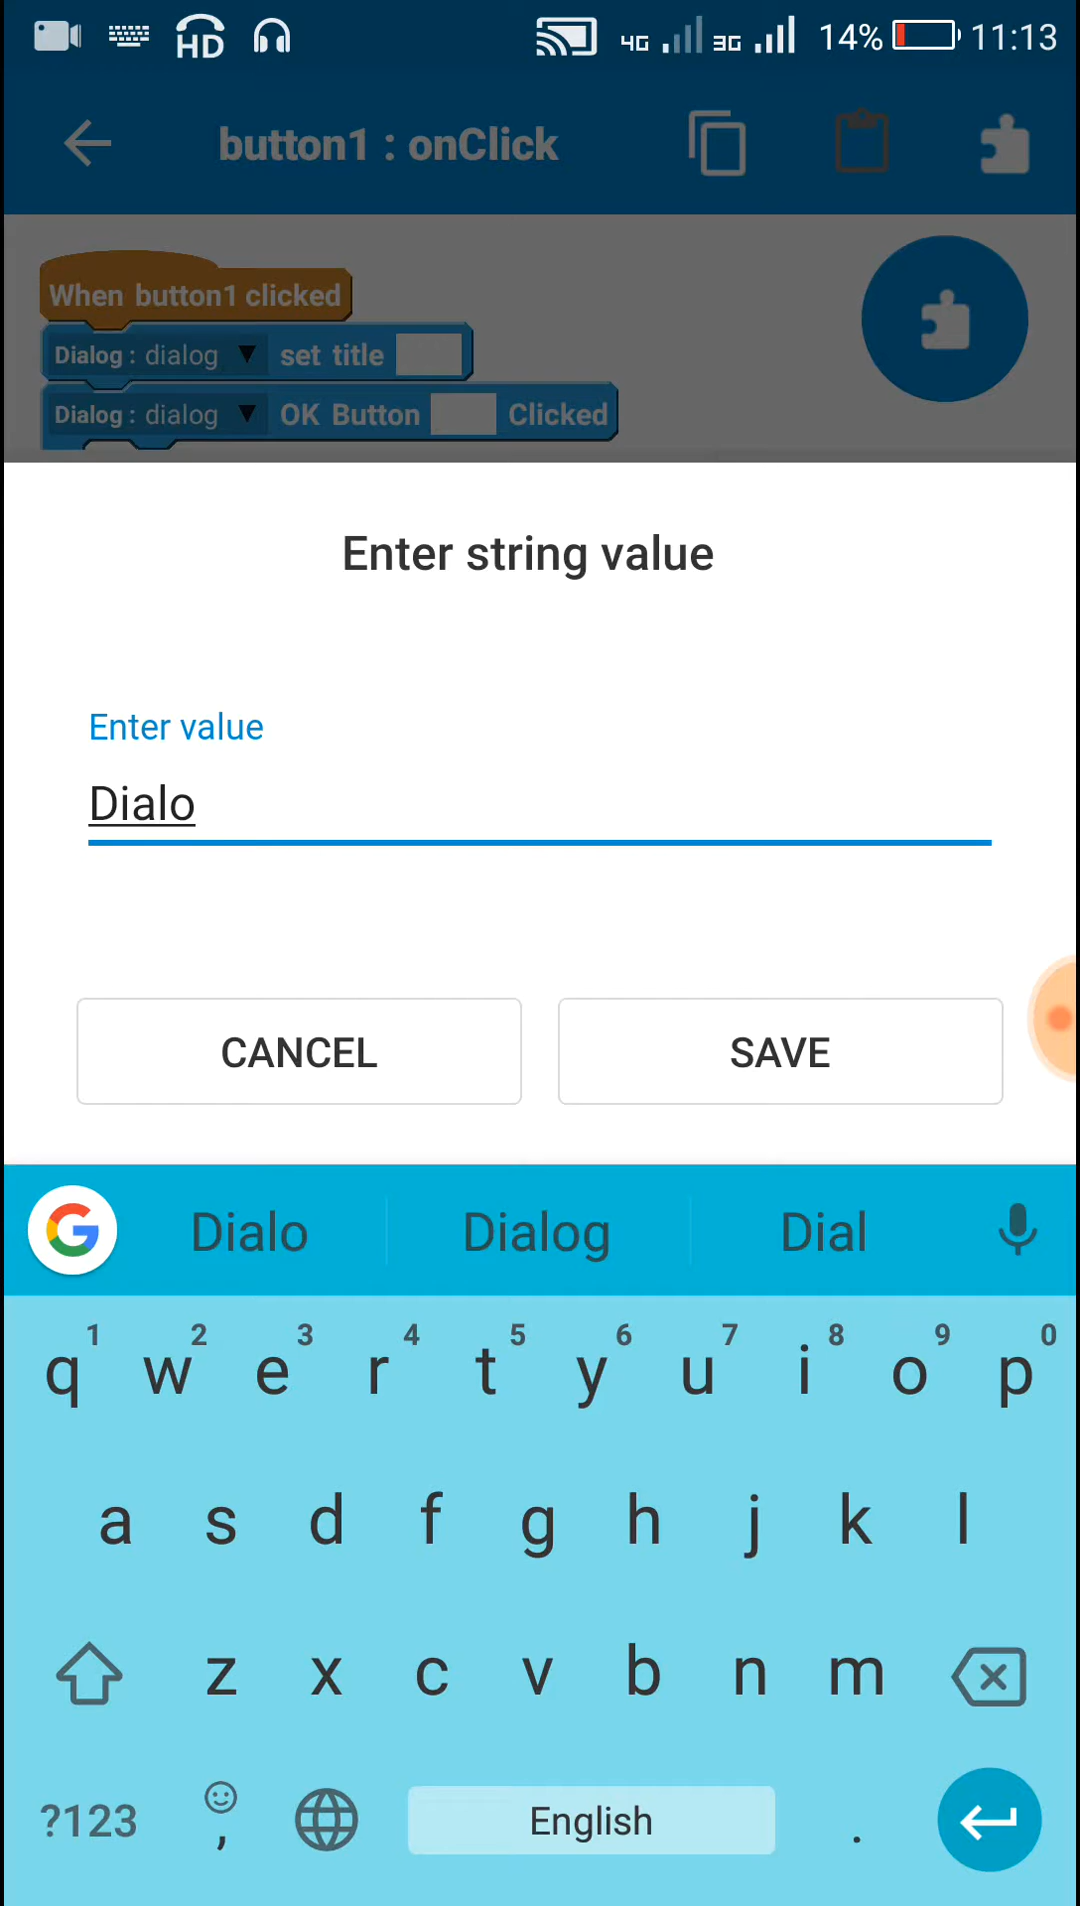 HD 4G 3G 14% 11:13
button1 : onClick
When button1 clicked
Dialog : dialog ▼ set title
Dialog : dialog ▼ OK Button Clicked
Enter string value
Enter value
Dialo
CANCEL SAVE
G Dialo Dialog Dial
1 2 3 4 5 6 7 8 9 0
q w e r t y u i o p
a s d f g h j k l
z x c v b n m
?123 , English .